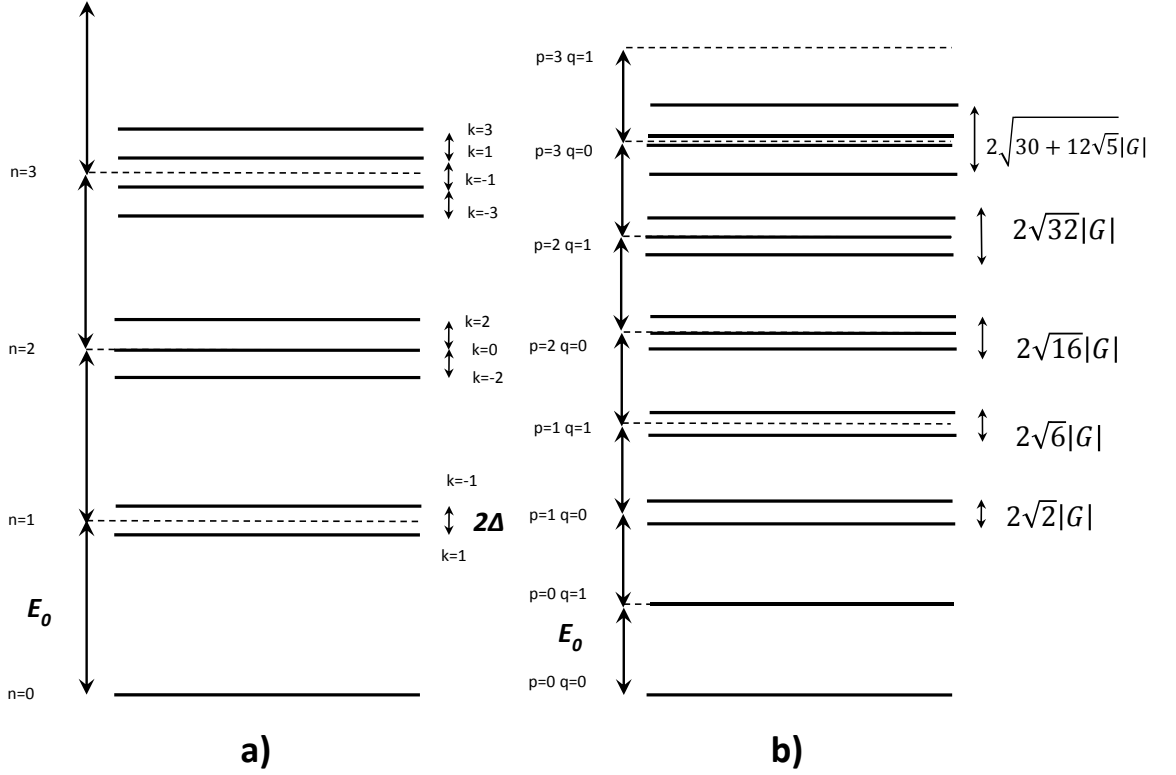 k=3
k=1
n=3
k=-1
k=-3
k=2
n=2
k=0
k=-2
k=-1
n=1
2Δ
k=1
E₀
n=0
a)
p=3 q=1
2√(30 + 12√5)|G|
p=3 q=0
2√32|G|
p=2 q=1
2√16|G|
p=2 q=0
2√6|G|
p=1 q=1
2√2|G|
p=1 q=0
p=0 q=1
E₀
p=0 q=0
b)